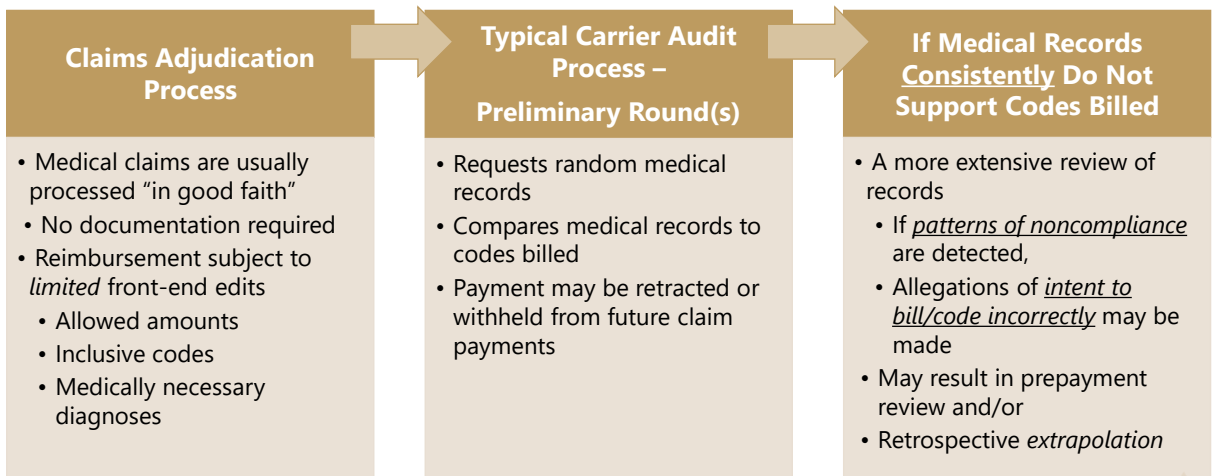 Claims Adjudication
Process
• Medical claims are usually
processed “in good faith”
• No documentation required
• Reimbursement subject to
limited front-end edits
• Allowed amounts
• Inclusive codes
• Medically necessary
diagnoses
Typical Carrier Audit
Process –
Preliminary Round(s)
• Requests random medical
records
• Compares medical records to
codes billed
• Payment may be retracted or
withheld from future claim
payments
If Medical Records
Consistently Do Not
Support Codes Billed
• A more extensive review of
records
• If patterns of noncompliance
are detected,
• Allegations of intent to
bill/code incorrectly may be
made
• May result in prepayment
review and/or
• Retrospective extrapolation